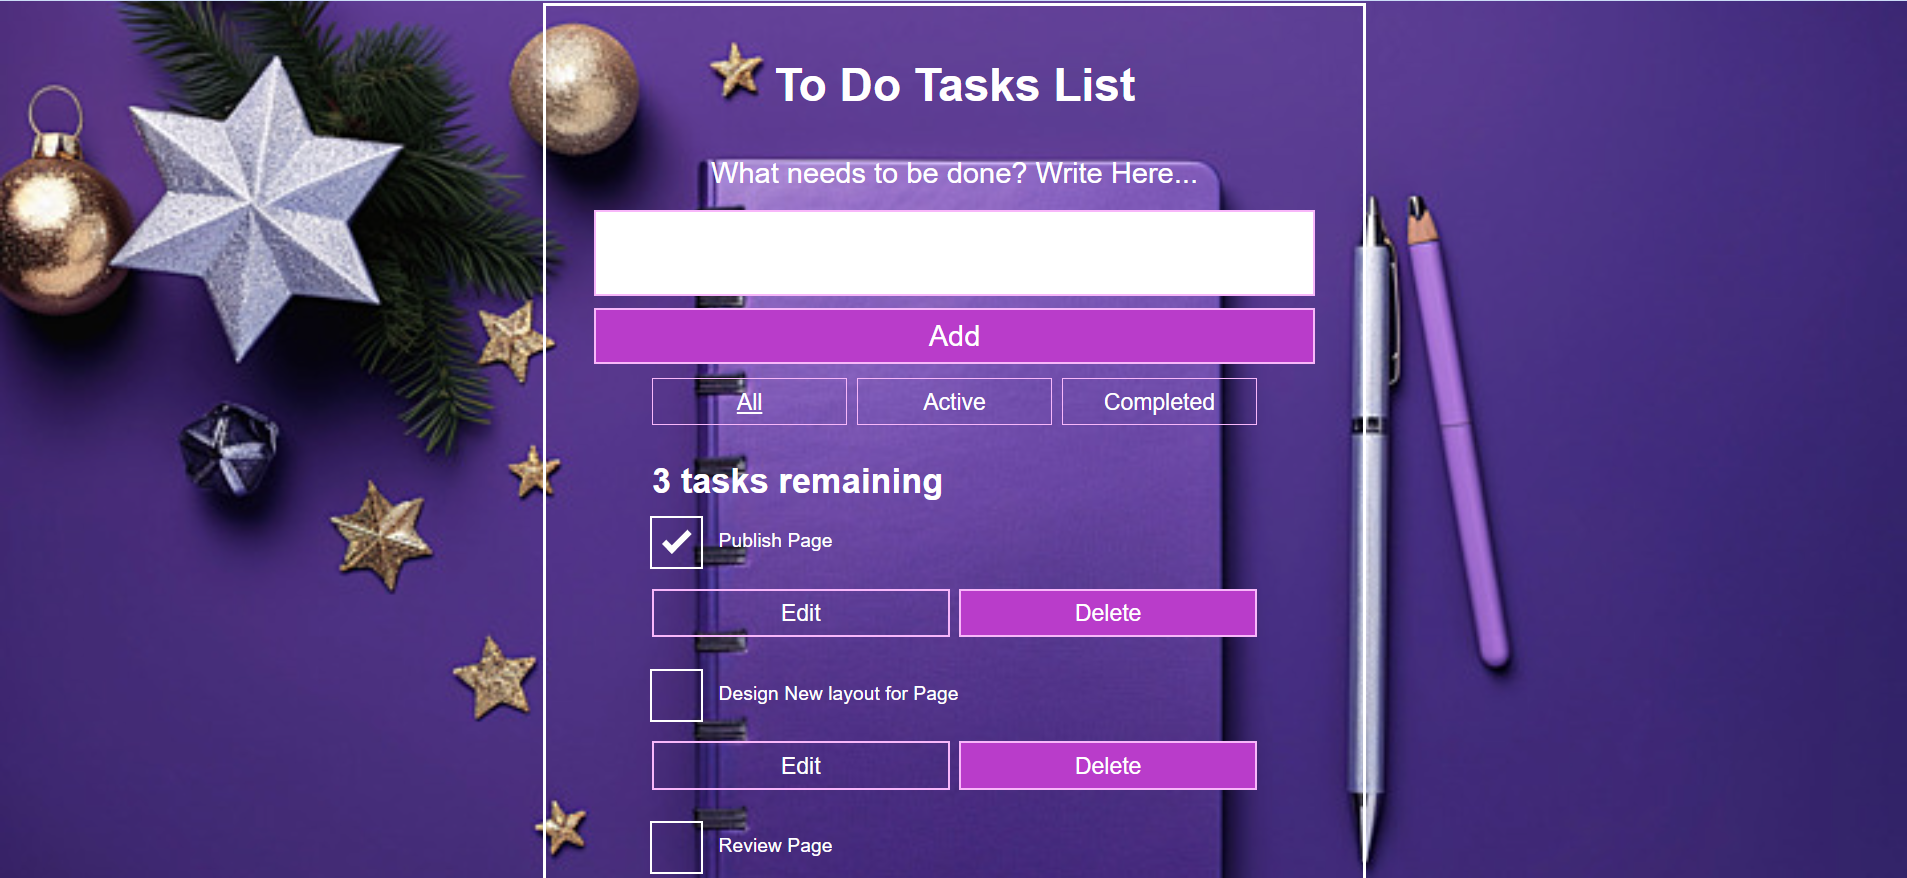 To Do Tasks List
What needs to be done? Write Here...
Add
All Active Completed
3 tasks remaining
Publish Page
Edit Delete
Design New layout for Page
Edit Delete
Review Page